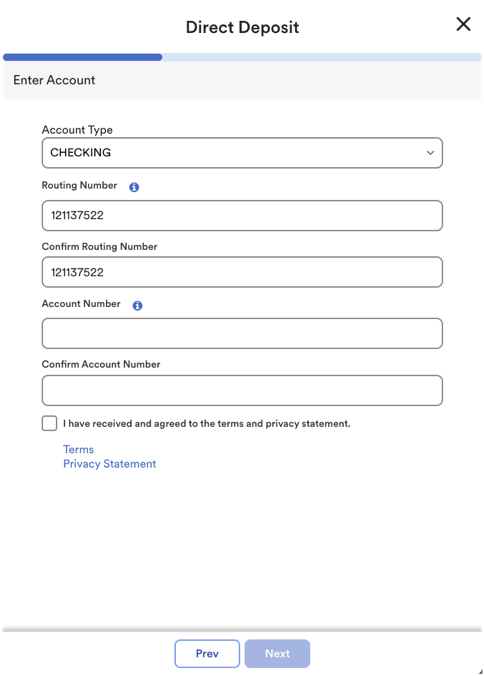 Direct Deposit
Enter Account
Account Type
CHECKING
Routing Number
121137522
Confirm Routing Number
121137522
Account Number
Confirm Account Number
I have received and agreed to the terms and privacy statement.
Terms
Privacy Statement
Prev
Next